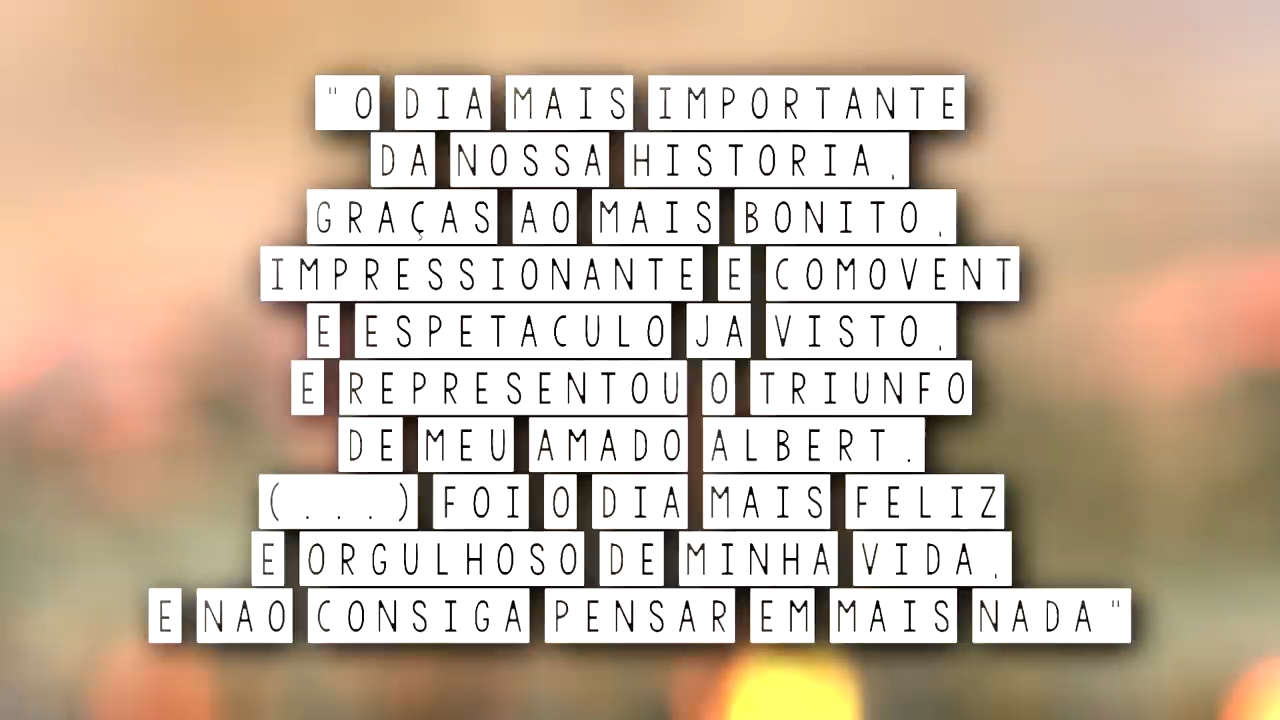 "O DIA MAIS IMPORTANTE
DA NOSSA HISTORIA,
GRAÇAS AO MAIS BONITO,
IMPRESSIONANTE E COMOVENT
E ESPETACULO JA VISTO,
E REPRESENTOU O TRIUNFO
DE MEU AMADO ALBERT.
(...) FOI O DIA MAIS FELIZ
E ORGULHOSO DE MINHA VIDA,
E NAO CONSIGA PENSAR EM MAIS NADA"